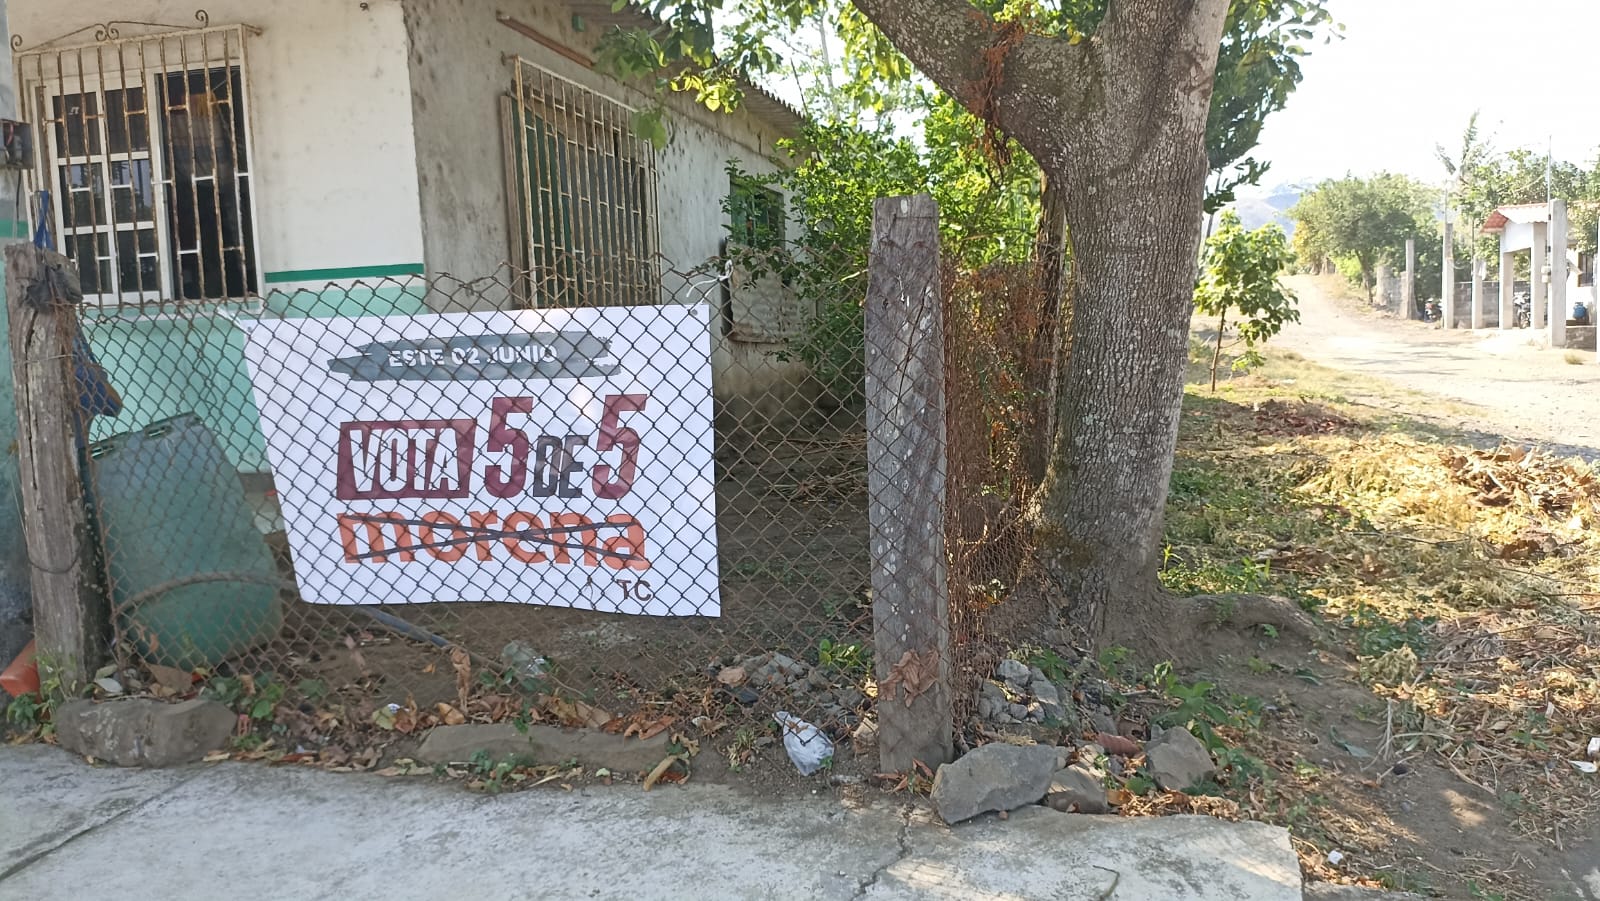 ESTE 02 JUNIO
VOTA 5 DE 5
morena
TC